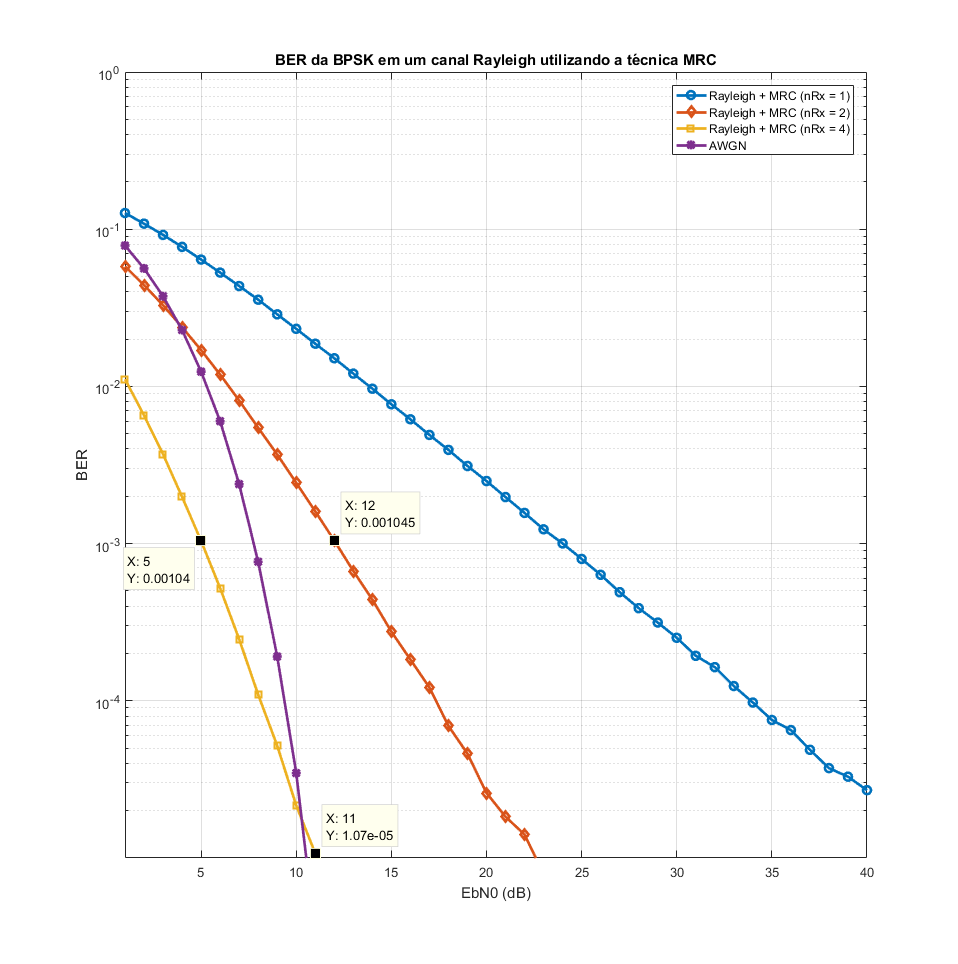 BER da BPSK em um canal Rayleigh utilizando a técnica MRC
Rayleigh + MRC (nRx = 1)
Rayleigh + MRC (nRx = 2)
Rayleigh + MRC (nRx = 4)
AWGN
10^0
10^-1
10^-2
10^-3
10^-4
BER
X: 12
Y: 0.001045
X: 5
Y: 0.00104
X: 11
Y: 1.07e-05
5 10 15 20 25 30 35 40
EbN0 (dB)